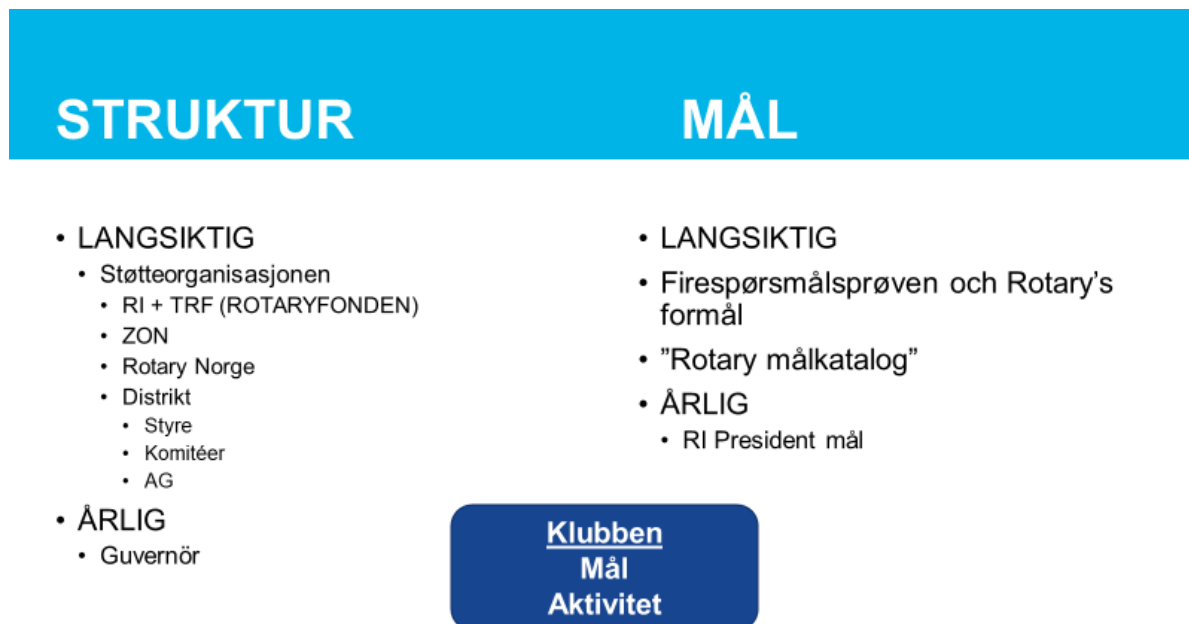 STRUKTUR
MÅL
• LANGSIKTIG
• Støtteorganisasjonen
• RI + TRF (ROTARYFONDEN)
• ZON
• Rotary Norge
• Distrikt
• Styre
• Komitéer
• AG
• ÅRLIG
• Guvernör
• LANGSIKTIG
• Firespørsmålsprøven och Rotary's
formål
• ”Rotary målkatalog”
• ÅRLIG
• RI President mål
Klubben
Mål
Aktivitet